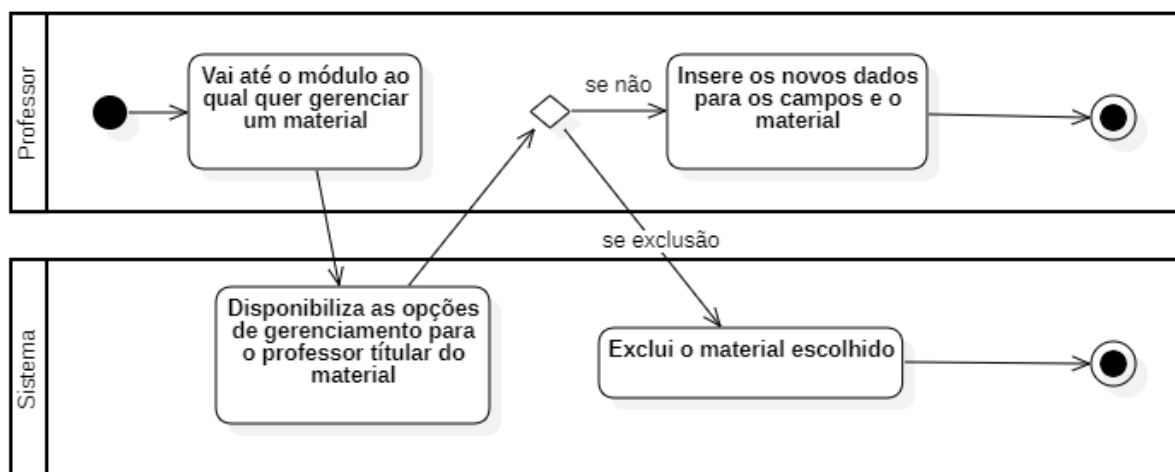 Professor
Vai até o módulo ao
qual quer gerenciar
um material
se não
Insere os novos dados
para os campos e o
material
se exclusão
Sistema
Disponibiliza as opções
de gerenciamento para
o professor títular do
material
Exclui o material escolhido